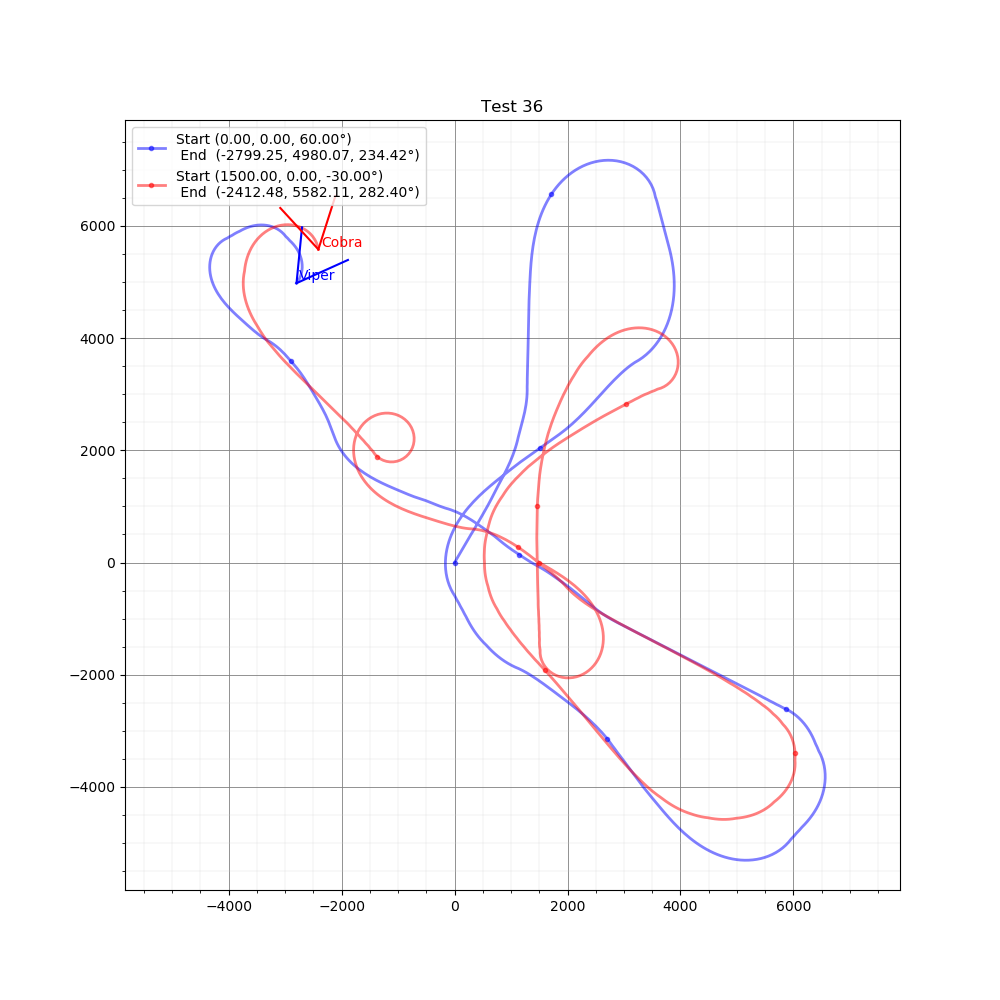 Test 36
Start (0.00, 0.00, 60.00°)
End (-2799.25, 4980.07, 234.42°)
Start (1500.00, 0.00, -30.00°)
End (-2412.48, 5582.11, 282.40°)
Cobra
Viper
6000
4000
2000
0
−2000
−4000
−4000 −2000 0 2000 4000 6000